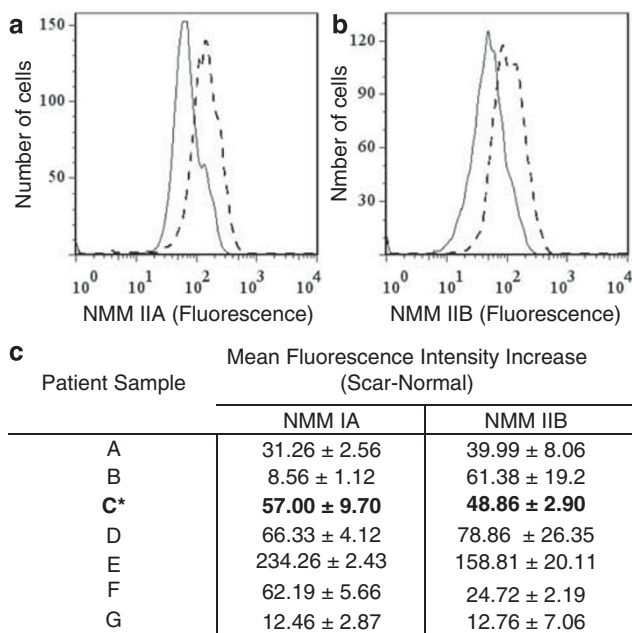 a
b
150
100
50
Number of cells
10^0 10^1 10^2 10^3 10^4
NMM IIA (Fluorescence)
120
90
60
30
Nmber of cells
10^0 10^1 10^2 10^3 10^4
NMM IIB (Fluorescence)
c
Patient Sample
Mean Fluorescence Intensity Increase
(Scar-Normal)
NMM IA NMM IIB
A 31.26 ± 2.56 39.99 ± 8.06
B 8.56 ± 1.12 61.38 ± 19.2
C* 57.00 ± 9.70 48.86 ± 2.90
D 66.33 ± 4.12 78.86 ± 26.35
E 234.26 ± 2.43 158.81 ± 20.11
F 62.19 ± 5.66 24.72 ± 2.19
G 12.46 ± 2.87 12.76 ± 7.06